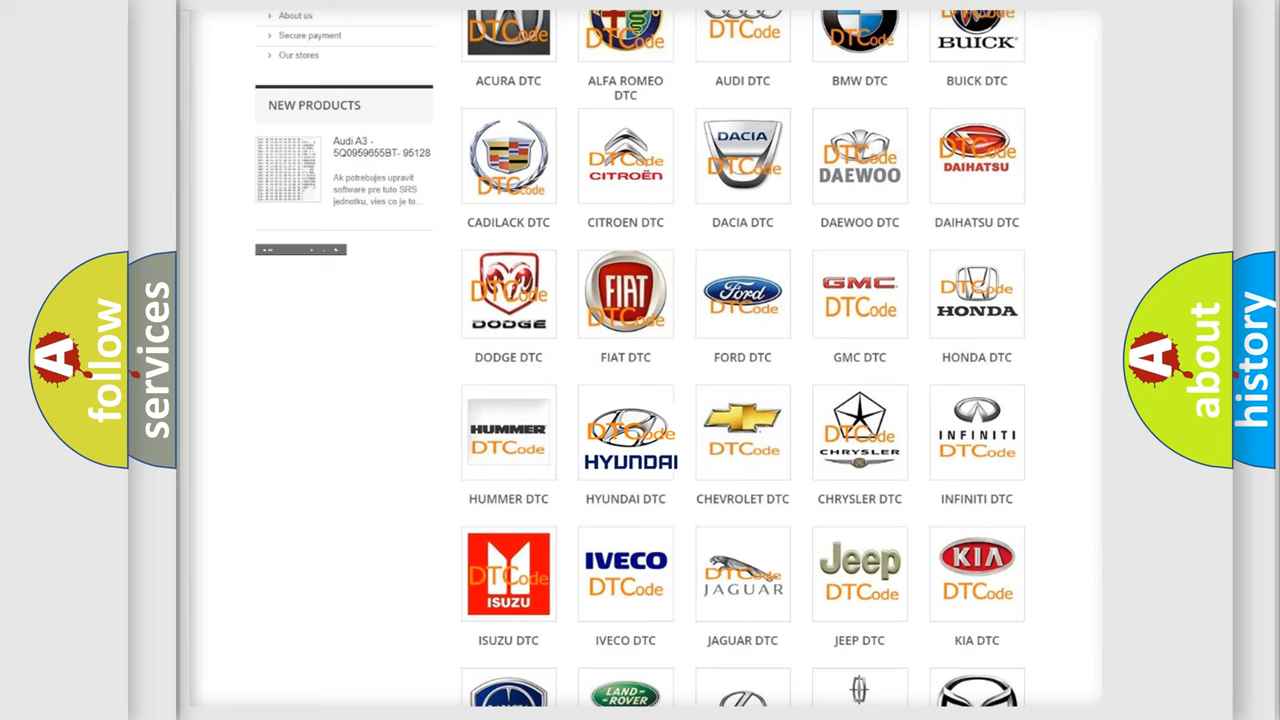 About us
Secure payment
Our stores
NEW PRODUCTS
Audi A3 -
5Q0959655BT- 95128
Ak potrebujes upravit
software pre tuto SRS
jednotku, vies co je to...
A follow
services
A about
history
DTCode DTCode DTCode DTCode BUICK
ACURA DTC ALFA ROMEO DTC AUDI DTC BMW DTC BUICK DTC
DTCode DTCode CITROËN DACIA DTCode DTCode DAEWOO DTCode DAIHATSU
CADILACK DTC CITROEN DTC DACIA DTC DAEWOO DTC DAIHATSU DTC
DTCode DODGE FIAT DTCode Ford DTCode GMC DTCode DTCode HONDA
DODGE DTC FIAT DTC FORD DTC GMC DTC HONDA DTC
HUMMER DTCode DTCode HYUNDAI DTCode DTCode CHRYSLER INFINITI DTCode
HUMMER DTC HYUNDAI DTC CHEVROLET DTC CHRYSLER DTC INFINITI DTC
DTCode ISUZU IVECO DTCode DTCode JAGUAR Jeep DTCode KIA DTCode
ISUZU DTC IVECO DTC JAGUAR DTC JEEP DTC KIA DTC
LAND-ROVER